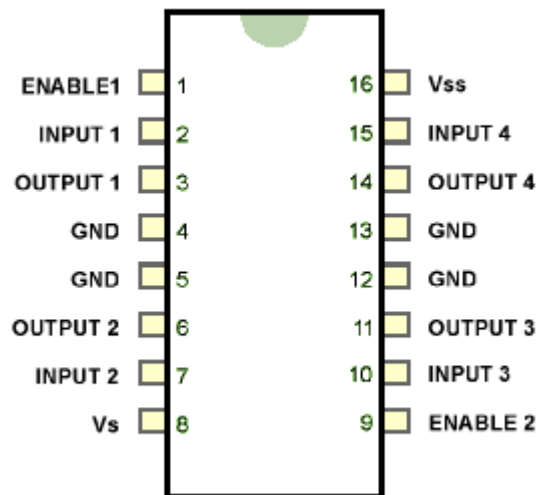 ENABLE1 1 16 Vss
INPUT 1 2 15 INPUT 4
OUTPUT 1 3 14 OUTPUT 4
GND 4 13 GND
GND 5 12 GND
OUTPUT 2 6 11 OUTPUT 3
INPUT 2 7 10 INPUT 3
Vs 8 9 ENABLE 2